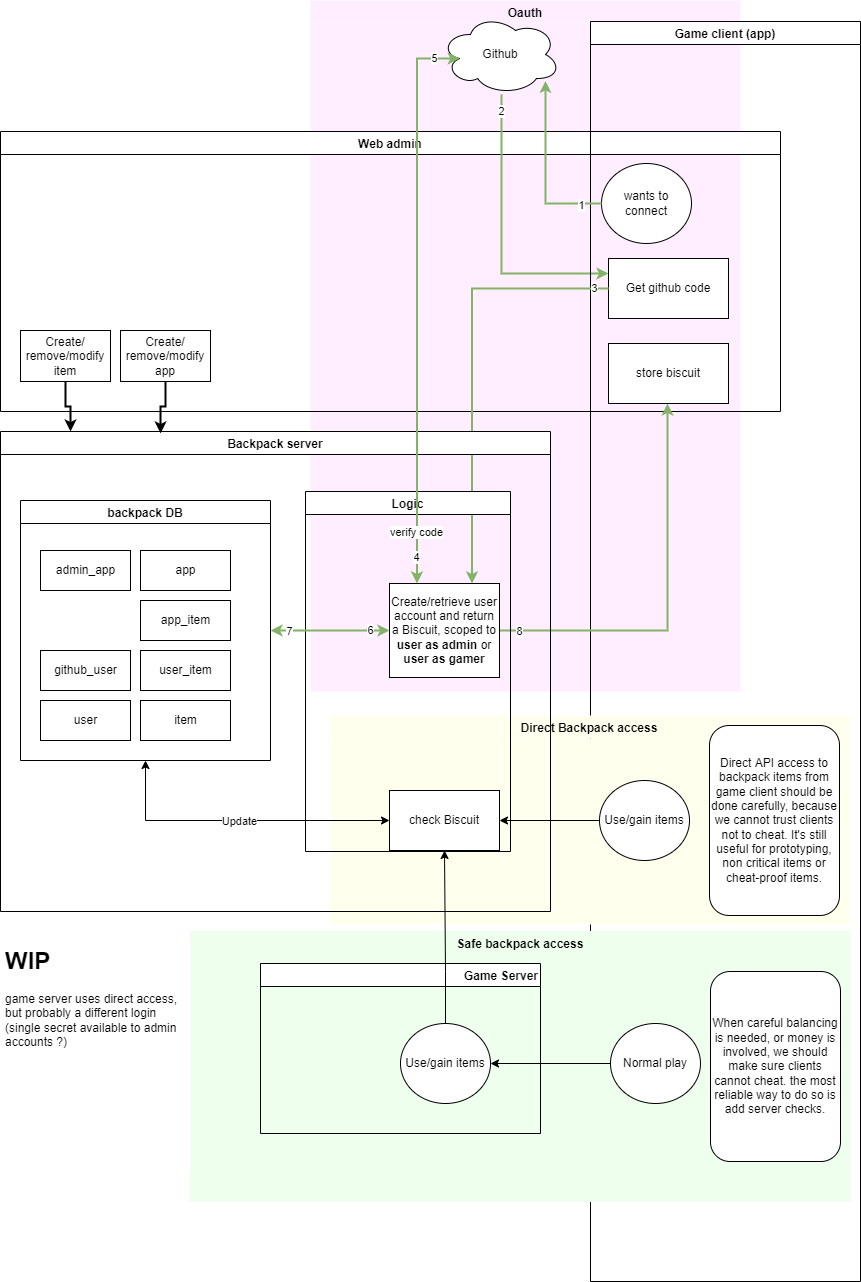 Oauth
Game client (app)
Github
5
2
Web admin
wants to
connect
1
Get github code
3
store biscuit
Create/
remove/modify
item
Create/
remove/modify
app
Backpack server
backpack DB
Logic
verify code
4
admin_app
app
app_item
github_user
user_item
user
item
Create/retrieve user
account and return
a Biscuit, scoped to
user as admin or
user as gamer
7
6
8
Direct Backpack access
Direct API access to
backpack items from
game client should be
done carefully, because
we cannot trust clients
not to cheat. It's still
useful for prototyping,
non critical items or
cheat-proof items.
Update
check Biscuit
Use/gain items
Safe backpack access
WIP
game server uses direct access,
but probably a different login
(single secret available to admin
accounts ?)
Game Server
Use/gain items
Normal play
When careful balancing
is needed, or money is
involved, we should
make sure clients
cannot cheat. the most
reliable way to do so is
add server checks.